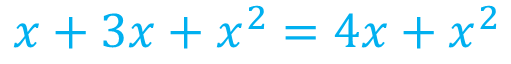 x + 3x + x² = 4x + x²